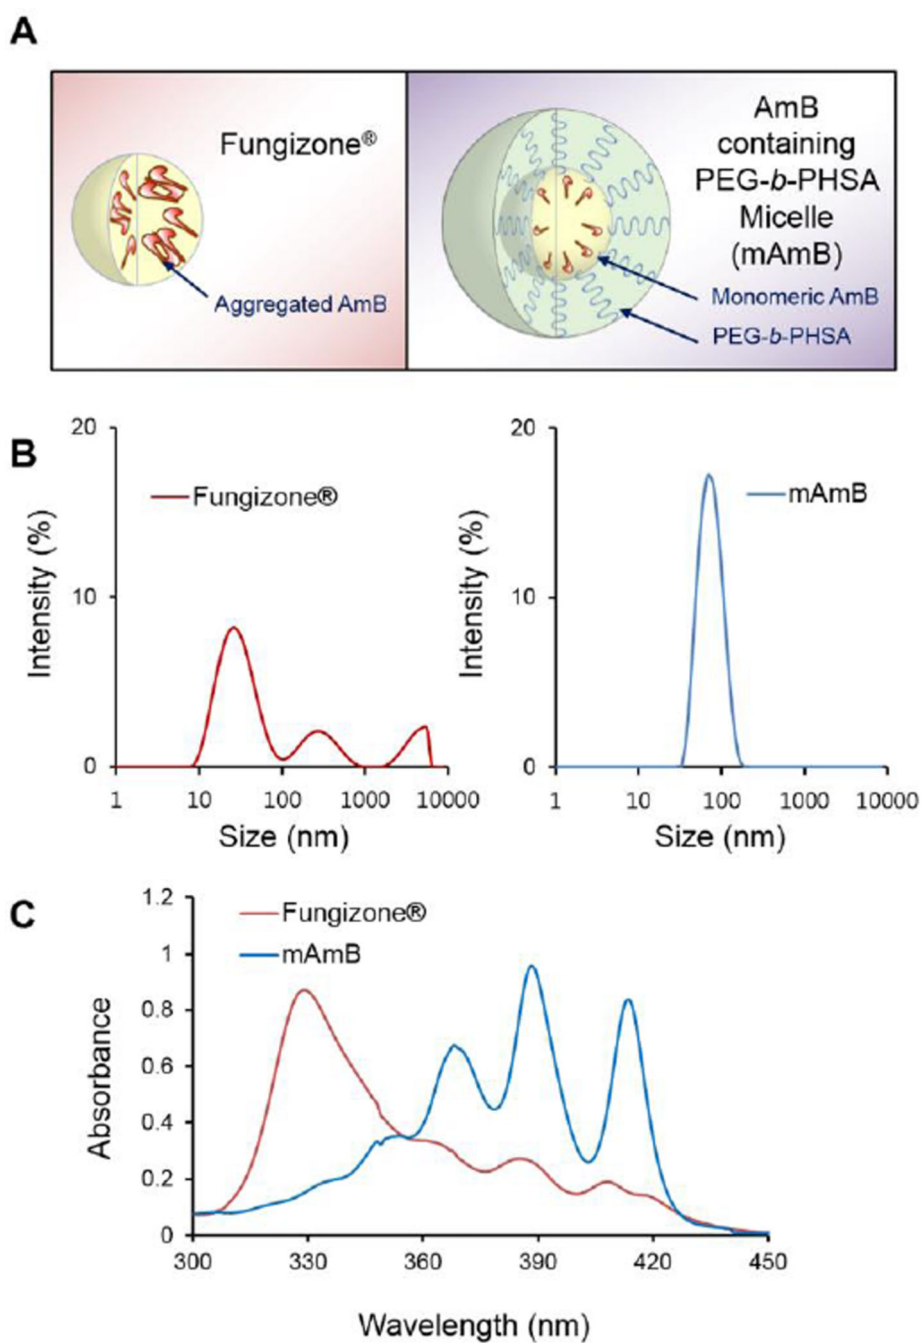 A
Fungizone®
Aggregated AmB
AmB
containing
PEG-b-PHSA
Micelle
(mAmB)
Monomeric AmB
PEG-b-PHSA
B
20
10
0
Intensity (%)
Fungizone®
1 10 100 1000 10000
Size (nm)
20
10
0
Intensity (%)
mAmB
1 10 100 1000 10000
Size (nm)
C
1.2
1
0.8
0.6
0.4
0.2
0
Absorbance
Fungizone®
mAmB
300 330 360 390 420 450
Wavelength (nm)